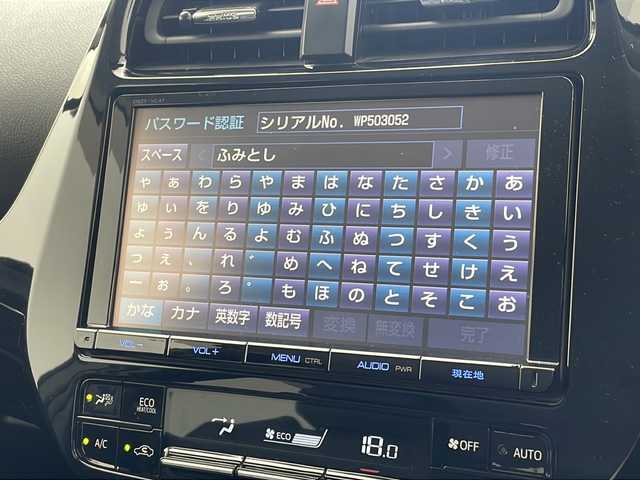 パスワード認証 シリアルNo. WP503052
スペース < ふみとし > 修正
ゃ ぁ わ ら や ま は な た さ か あ
ゅ ぃ を り ゆ み ひ に ち し き い
ょ ぅ ん る よ む ふ ぬ つ す く う
っ ぇ 、 れ ゛ め へ ね て せ け え
ー ぉ 。 ろ ゜ も ほ の と そ こ お
かな カナ 英数字 数記号 変換 無変換 完了
VOL− VOL+ MENU CTRL AUDIO PWR 現在地
ECO HEAT/COOL
A/C ECO 18.0 OFF AUTO